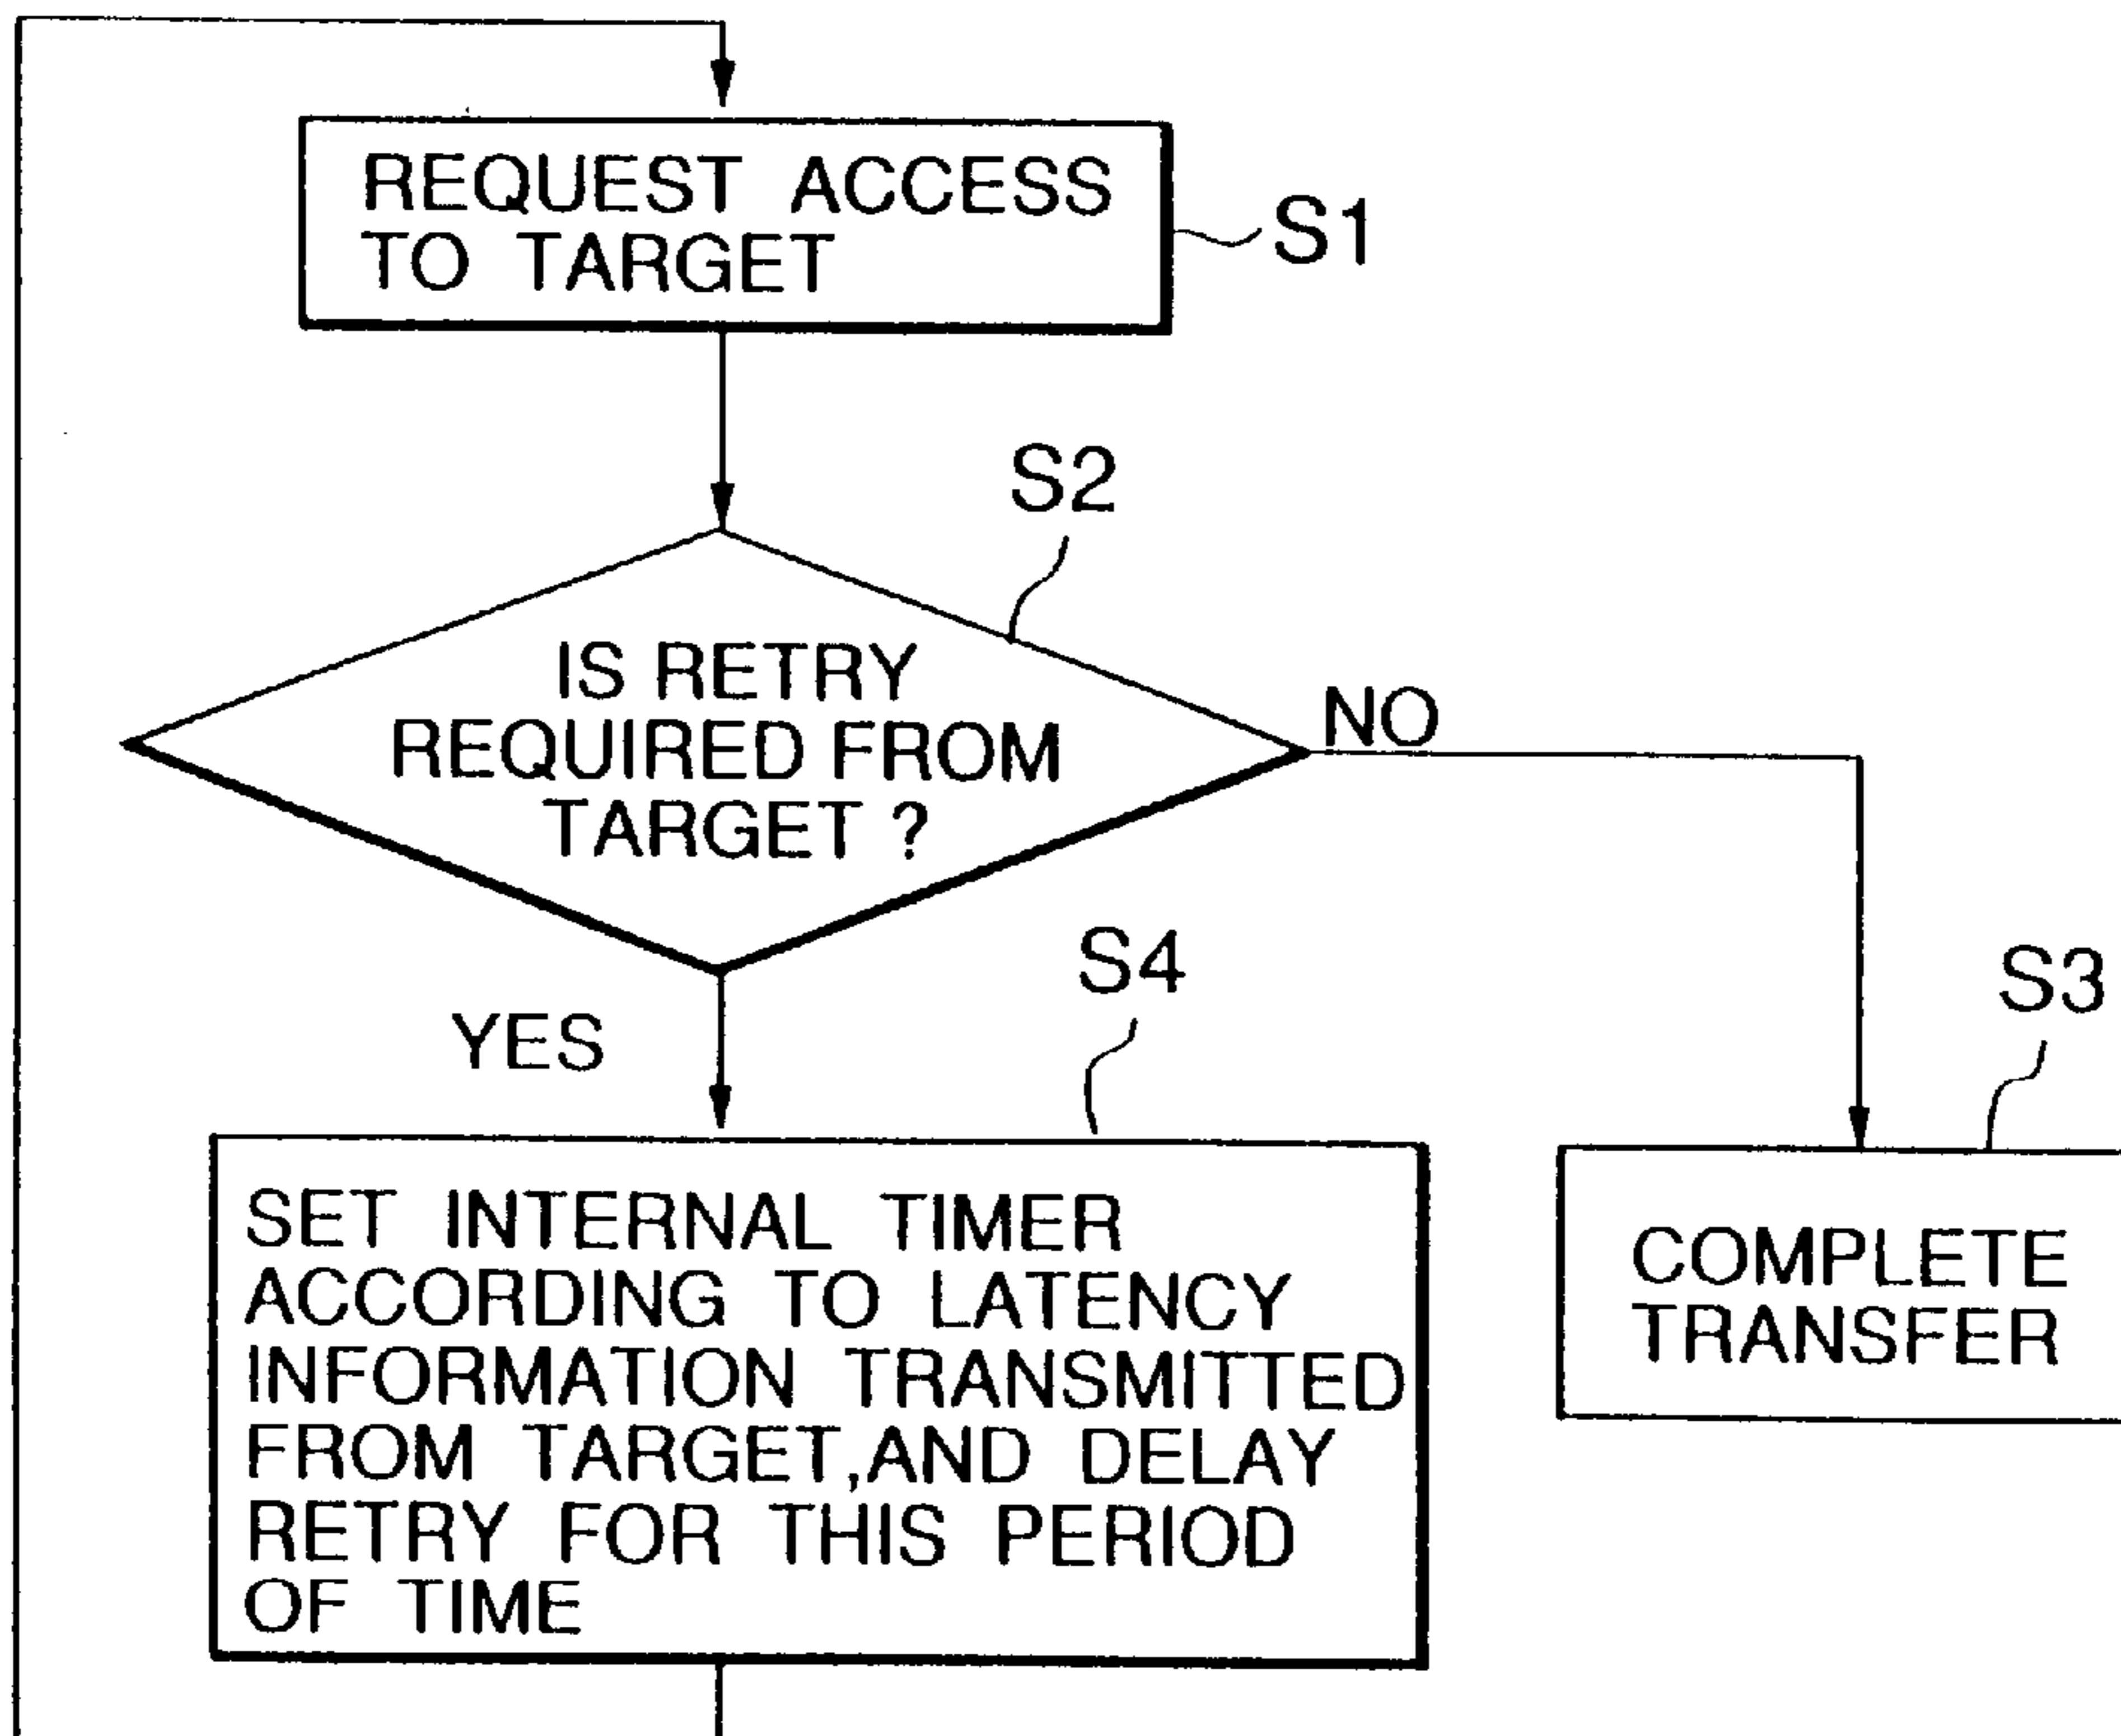 REQUEST ACCESS
TO TARGET
S1
S2
IS RETRY
REQUIRED FROM
TARGET ?
NO
YES
S4
S3
SET INTERNAL TIMER
ACCORDING TO LATENCY
INFORMATION TRANSMITTED
FROM TARGET,AND DELAY
RETRY FOR THIS PERIOD
OF TIME
COMPLETE
TRANSFER